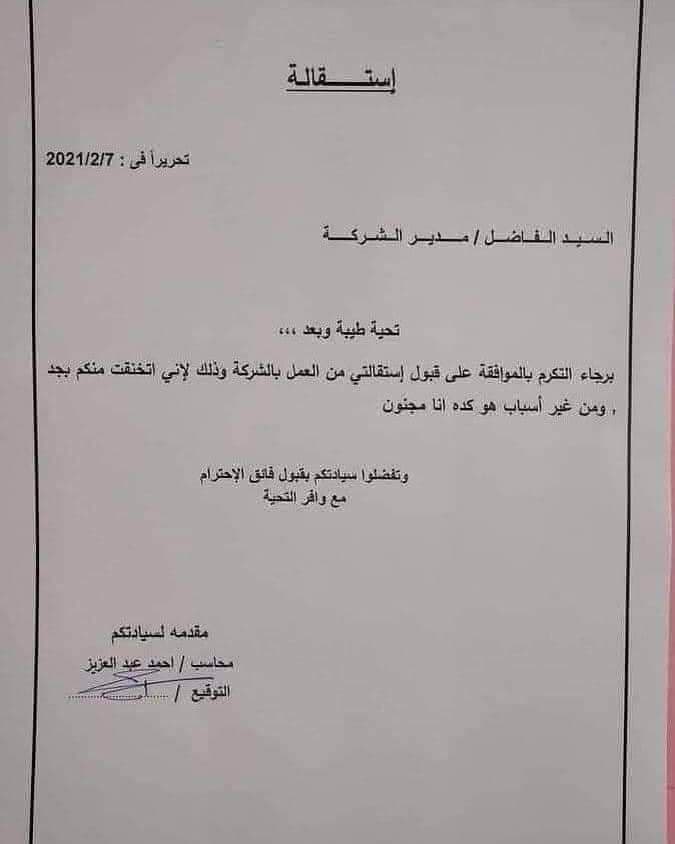 إستـــــقالـة
تحريراً فى : 2021/2/7
السـيـد الـفـاضـل / مــديـر الـشـركــة
تحية طيبة وبعد ،،،
برجاء التكرم بالموافقة على قبول إستقالتي من العمل بالشركة وذلك لإني اتخنقت منكم بجد
, ومن غير أسباب هو كده انا مجنون
وتفضلوا سيادتكم بقبول فائق الإحترام
مع وافر التحية
مقدمه لسيادتكم
محاسب / احمد عبد العزيز
التوقيع / ........................